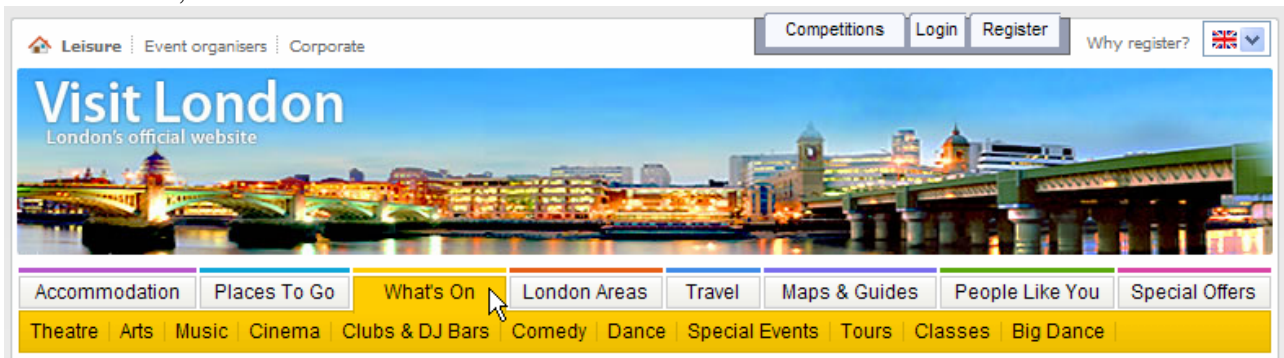 Competitions Login Register
Leisure Event organisers Corporate Why register?
Visit London
London's official website
Accommodation Places To Go What's On London Areas Travel Maps & Guides People Like You Special Offers
Theatre Arts Music Cinema Clubs & DJ Bars Comedy Dance Special Events Tours Classes Big Dance